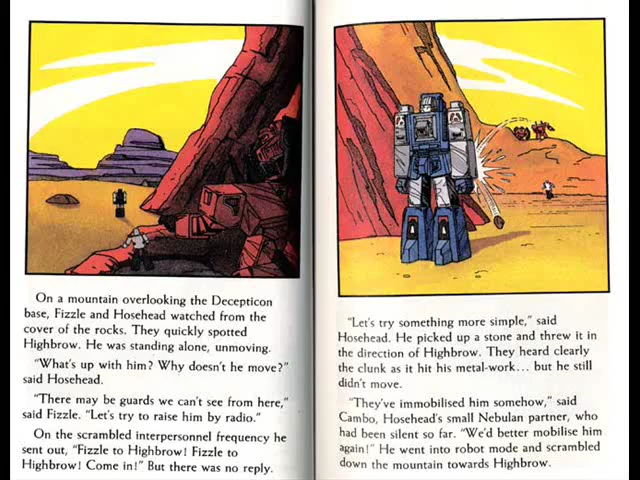 On a mountain overlooking the Decepticon
base, Fizzle and Hosehead watched from the
cover of the rocks. They quickly spotted
Highbrow. He was standing alone, unmoving.
"What's up with him? Why doesn't he move?"
said Hosehead.
"There may be guards we can't see from here,"
said Fizzle. "Let's try to raise him by radio."
On the scrambled interpersonnel frequency he
sent out, "Fizzle to Highbrow! Fizzle to
Highbrow! Come in!" But there was no reply.
"Let's try something more simple," said
Hosehead. He picked up a stone and threw it in
the direction of Highbrow. They heard clearly
the clunk as it hit his metal-work... but he still
didn't move.
"They've immobilised him somehow," said
Cambo, Hosehead's small Nebulan partner, who
had been silent so far. "We'd better mobilise him
again!" He went into robot mode and scrambled
down the mountain towards Highbrow.